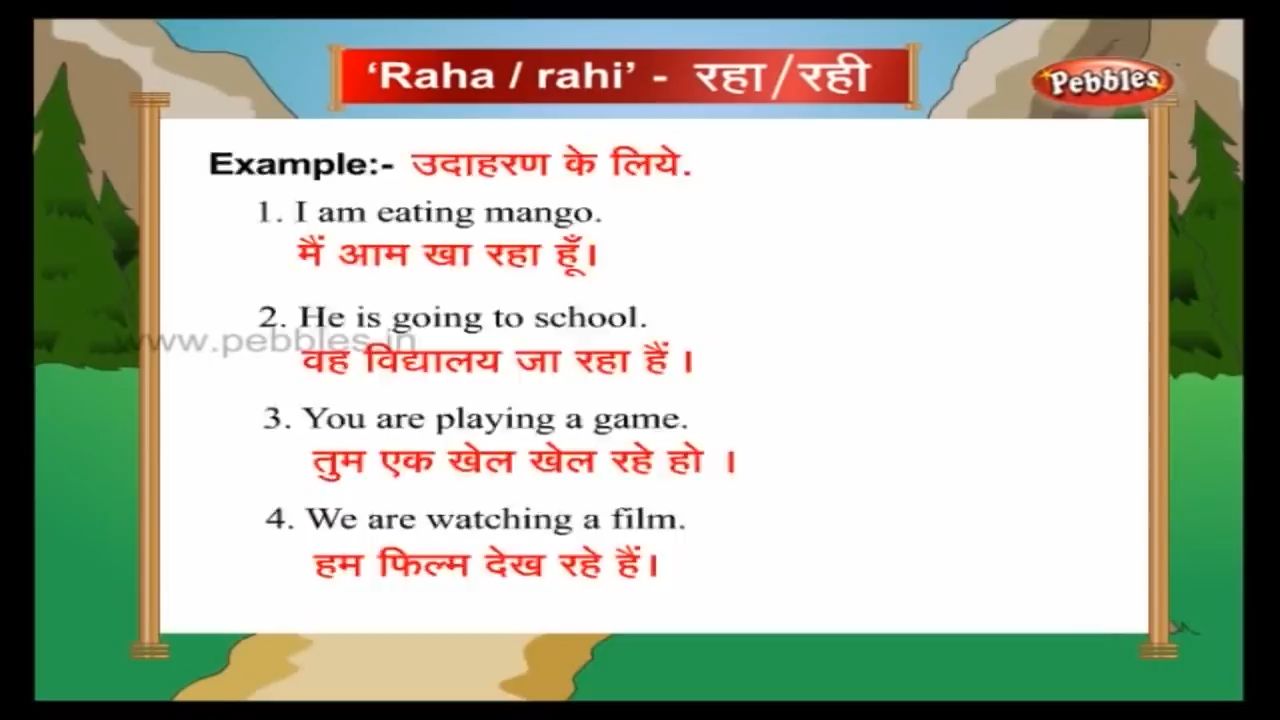 ‘Raha / rahi’ - रहा/रही
Pebbles
Example:- उदाहरण के लिये.
1. I am eating mango.
मैं आम खा रहा हूँ।
2. He is going to school.
www.pebbles.in
वह विद्यालय जा रहा हैं ।
3. You are playing a game.
तुम एक खेल खेल रहे हो ।
4. We are watching a film.
हम फिल्म देख रहे हैं।